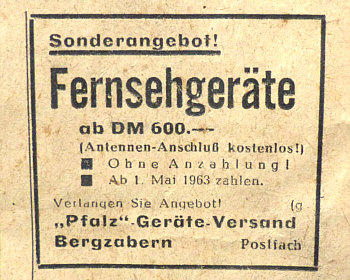 Sonderangebot!
Fernsehgeräte
ab DM 600.—
(Antennen-Anschluß kostenlos!)
■ Ohne Anzahlung!
■ Ab 1. Mai 1963 zahlen.
Verlangen Sie Angebot! (g
„Pfalz“-Geräte-Versand
Bergzabern Postfach